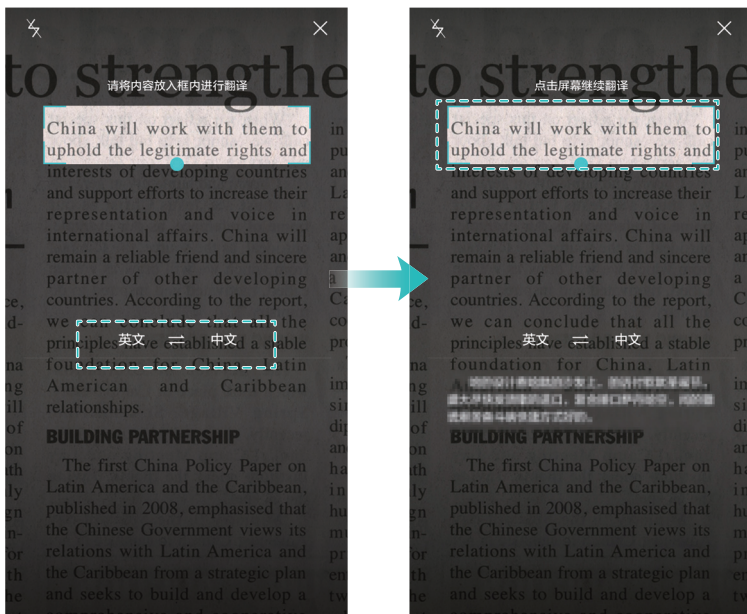 to strengthe
请将内容放入框内进行翻译
China will work with them to
uphold the legitimate rights and
interests of developing countries
and support efforts to increase their
representation and voice in
international affairs. China will
remain a reliable friend and sincere
partner of other developing
countries. According to the report,
we can conclude that all the
英文 中文
principles have established a stable
foundation for China, Latin
American and Caribbean
relationships.
BUILDING PARTNERSHIP
The first China Policy Paper on
Latin America and the Caribbean,
published in 2008, emphasised that
the Chinese Government views its
relations with Latin America and
the Caribbean from a strategic plan
and seeks to build and develop a
to strengthe
点击屏幕继续翻译
China will work with them to
uphold the legitimate rights and
interests of developing countries
and support efforts to increase their
representation and voice in
international affairs. China will
remain a reliable friend and sincere
partner of other developing
countries. According to the report,
we can conclude that all the
英文 中文
principles have a stable
foundation for China, Latin
BUILDING PARTNERSHIP
The first China Policy Paper on
Latin America and the Caribbean,
published in 2008, emphasised that
the Chinese Government views its
relations with Latin America and
the Caribbean from a strategic plan
and seeks to build and develop a